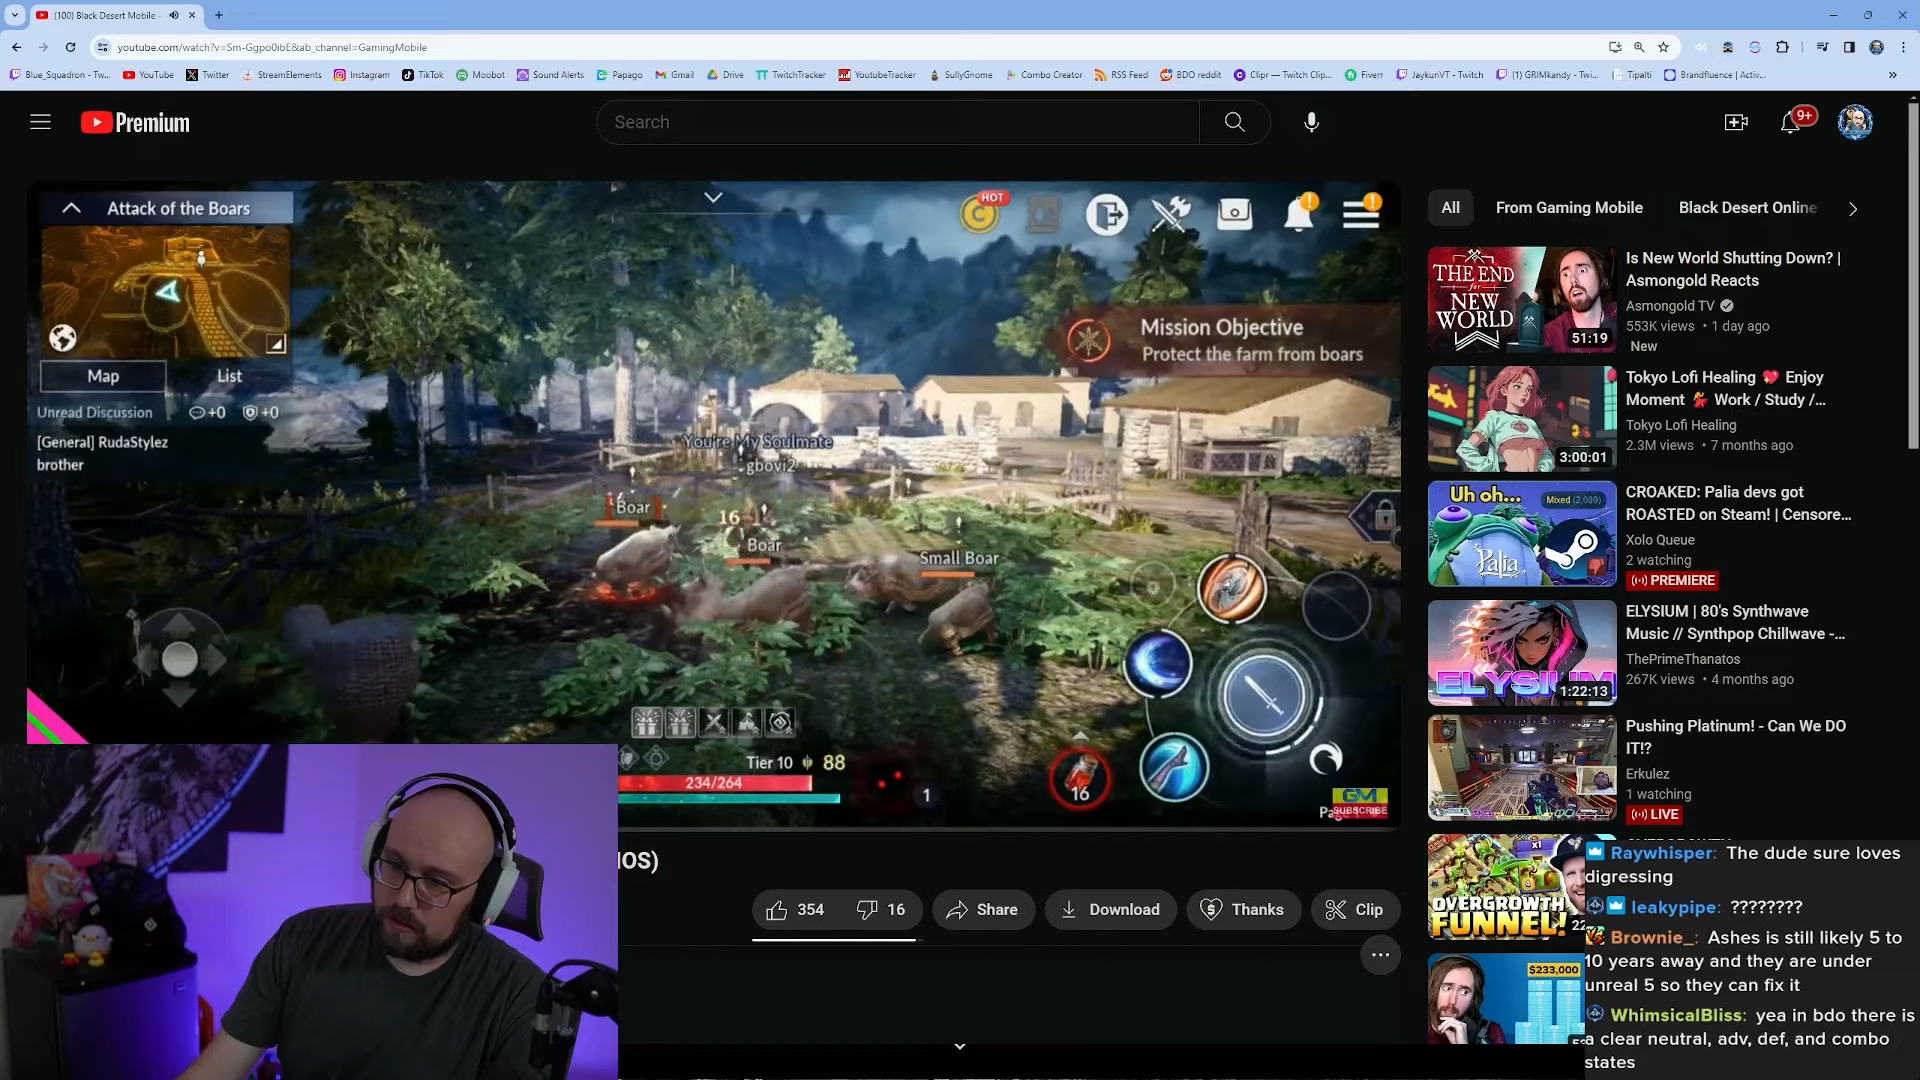 (100) Black Desert Mobile -
youtube.com/watch?v=Sm-Ggpo0ibE&ab_channel=GamingMobile
Blue_Squadron - Tw...
YouTube
Twitter
StreamElements
Instagram
TikTok
Moobot
Sound Alerts
Papago
Gmail
Drive
TwitchTracker
YoutubeTracker
SullyGnome
Combo Creator
RSS Feed
BDO reddit
Clipr — Twitch Clip...
Fiverr
JaykunVT - Twitch
(1) GRIMkandy - Twi...
Tipalti
Brandfluence | Activ...
Premium
Search
9+
Attack of the Boars
Map
List
Unread Discussion
+0
+0
[General] RudaStylez
brother
HOT
Mission Objective
Protect the farm from boars
You're My Soulmate
gbovi2
Boar
Boar
Small Boar
Tier 10
88
234/264
1
16
GM
SUBSCRIBE
IOS)
354
16
Share
Download
Thanks
Clip
All
From Gaming Mobile
Black Desert Online
THE END
for
NEW
WORLD
51:19
Is New World Shutting Down? |
Asmongold Reacts
Asmongold TV
553K views • 1 day ago
New
3:00:01
Tokyo Lofi Healing 💖 Enjoy
Moment 💃 Work / Study /...
Tokyo Lofi Healing
2.3M views • 7 months ago
Uh oh...
Mixed (2,089)
Palia
CROAKED: Palia devs got
ROASTED on Steam! | Censore...
Xolo Queue
2 watching
PREMIERE
ELYSIUM
1:22:13
ELYSIUM | 80's Synthwave
Music // Synthpop Chillwave -...
ThePrimeThanatos
267K views • 4 months ago
Pushing Platinum! - Can We DO
IT!?
Erkulez
1 watching
LIVE
x1
OVERGROWTH
FUNNEL!
22
$233,000
Raywhisper: The dude sure loves
digressing
leakypipe: ????????
Brownie_: Ashes is still likely 5 to
10 years away and they are under
unreal 5 so they can fix it
WhimsicalBliss: yea in bdo there is
a clear neutral, adv, def, and combo
states